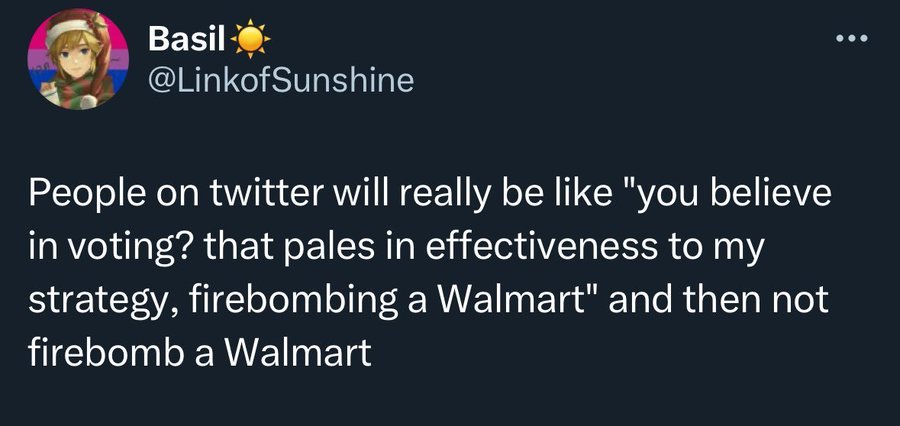 Basil☀️
@LinkofSunshine
People on twitter will really be like "you believe
in voting? that pales in effectiveness to my
strategy, firebombing a Walmart" and then not
firebomb a Walmart